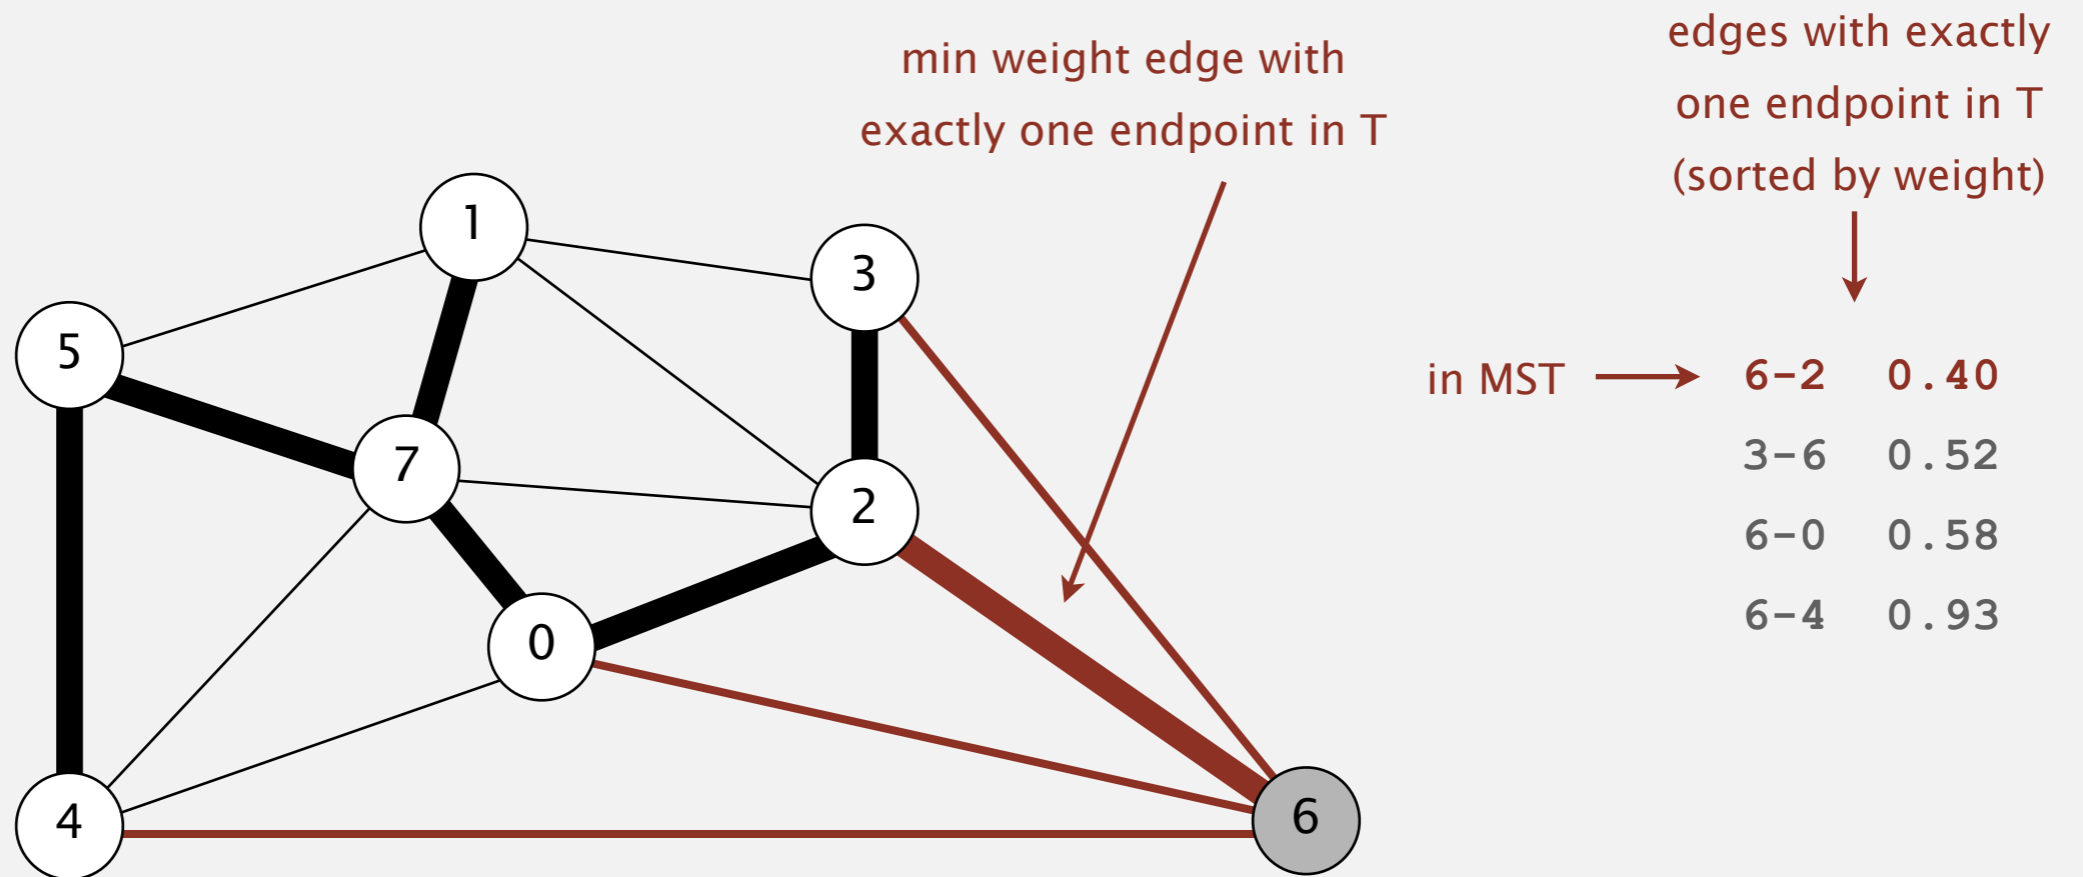 min weight edge with
exactly one endpoint in T
edges with exactly
one endpoint in T
(sorted by weight)
1
3
5
7
2
0
4
6
in MST
6-2 0.40
3-6 0.52
6-0 0.58
6-4 0.93